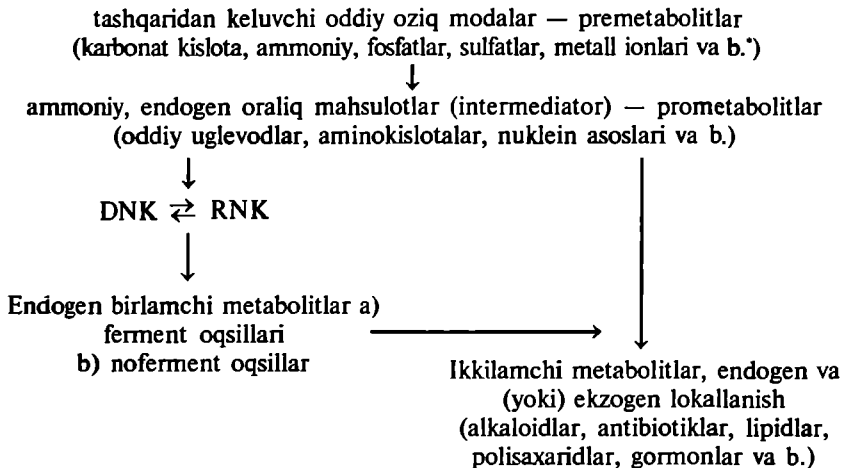 tashqaridan keluvchi oddiy oziq modalar — premetabolitlar
(karbonat kislota, ammoniy, fosfatlar, sulfatlar, metall ionlari va b.*)
ammoniy, endogen oraliq mahsulotlar (intermediator) — prometabolitlar
(oddiy uglevodlar, aminokislotalar, nuklein asoslari va b.)
DNK ⇄ RNK
Endogen birlamchi metabolitlar a)
ferment oqsillari
b) noferment oqsillar
Ikkilamchi metabolitlar, endogen va
(yoki) ekzogen lokallanish
(alkaloidlar, antibiotiklar, lipidlar,
polisaxaridlar, gormonlar va b.)